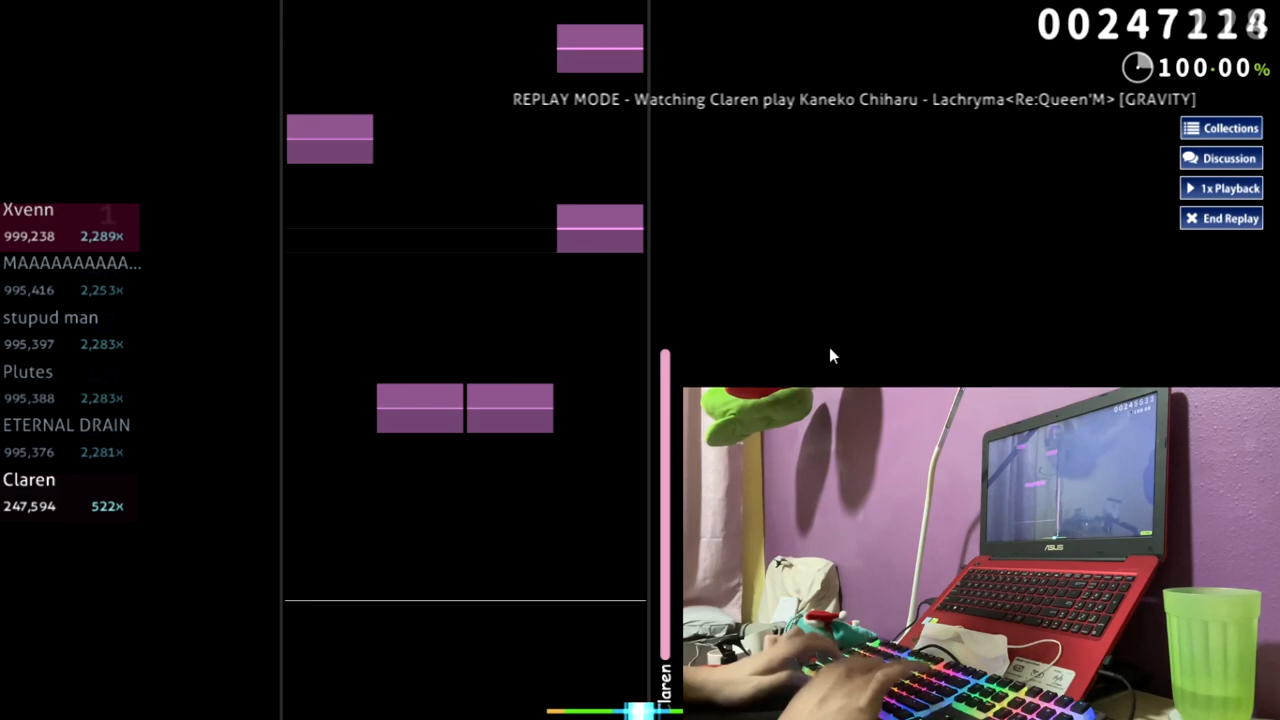 100.00%
REPLAY MODE - Watching Claren play Kaneko Chiharu - Lachryma<Re:Queen'M> [GRAVITY]
Collections
Discussion
1x Playback
End Replay
Xvenn
999,238 2,289x
MAAAAAAAAAA...
995,416 2,253x
stupud man
995,397 2,283x
Plutes
995,388 2,283x
ETERNAL DRAIN
995,376 2,281x
Claren
247,594 522x
ASUS
Claren